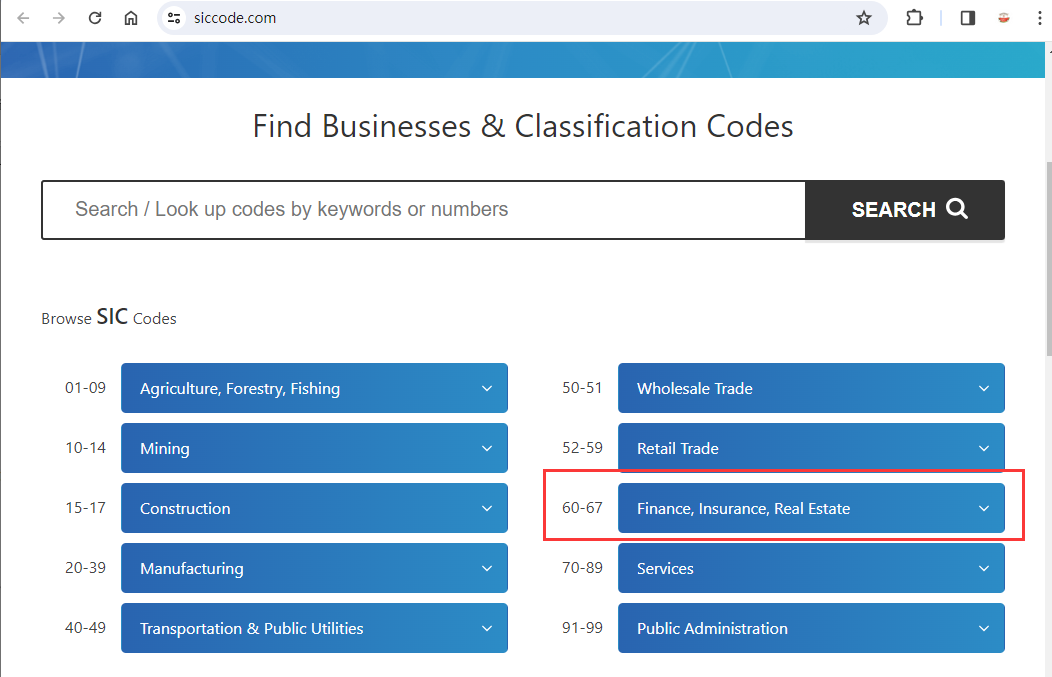 siccode.com
Find Businesses & Classification Codes
Search / Look up codes by keywords or numbers
SEARCH
Browse SIC Codes
01-09 Agriculture, Forestry, Fishing
50-51 Wholesale Trade
10-14 Mining
52-59 Retail Trade
15-17 Construction
60-67 Finance, Insurance, Real Estate
20-39 Manufacturing
70-89 Services
40-49 Transportation & Public Utilities
91-99 Public Administration